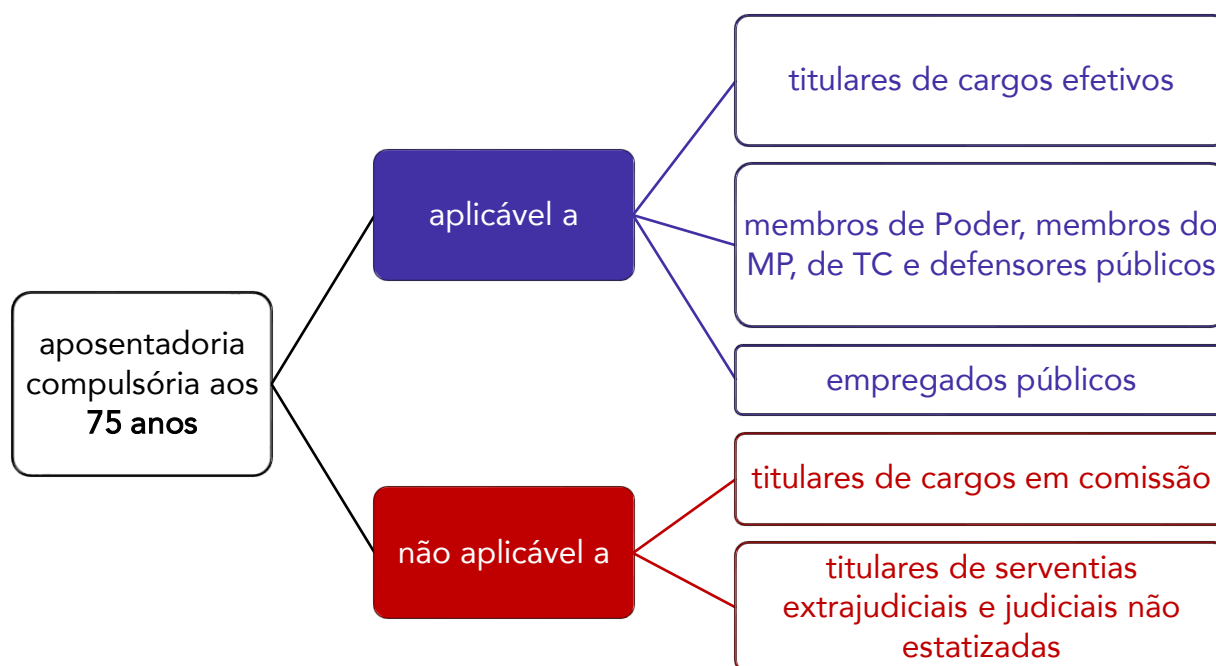 aposentadoria
compulsória aos
75 anos
aplicável a
titulares de cargos efetivos
membros de Poder, membros do
MP, de TC e defensores públicos
empregados públicos
não aplicável a
titulares de cargos em comissão
titulares de serventias
extrajudiciais e judiciais não
estatizadas